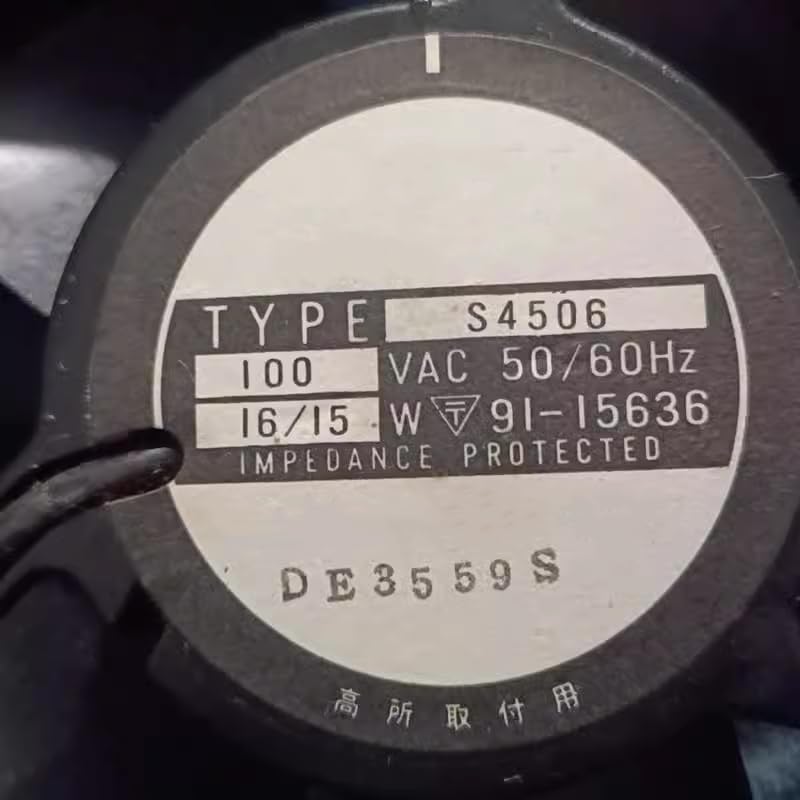 TYPE S4506
100 VAC 50/60Hz
16/15 W 〒 91-15636
IMPEDANCE PROTECTED
DE3559S
高所取付用